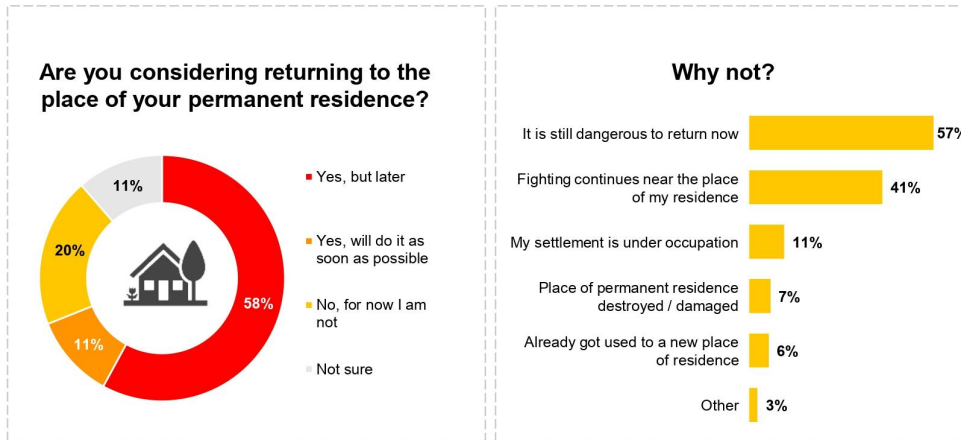 Are you considering returning to the
place of your permanent residence?
11%
20%
11%
58%
Yes, but later
Yes, will do it as
soon as possible
No, for now I am
not
Not sure
Why not?
It is still dangerous to return now
57%
Fighting continues near the place
of my residence
41%
My settlement is under occupation
11%
Place of permanent residence
destroyed / damaged
7%
Already got used to a new place
of residence
6%
Other
3%